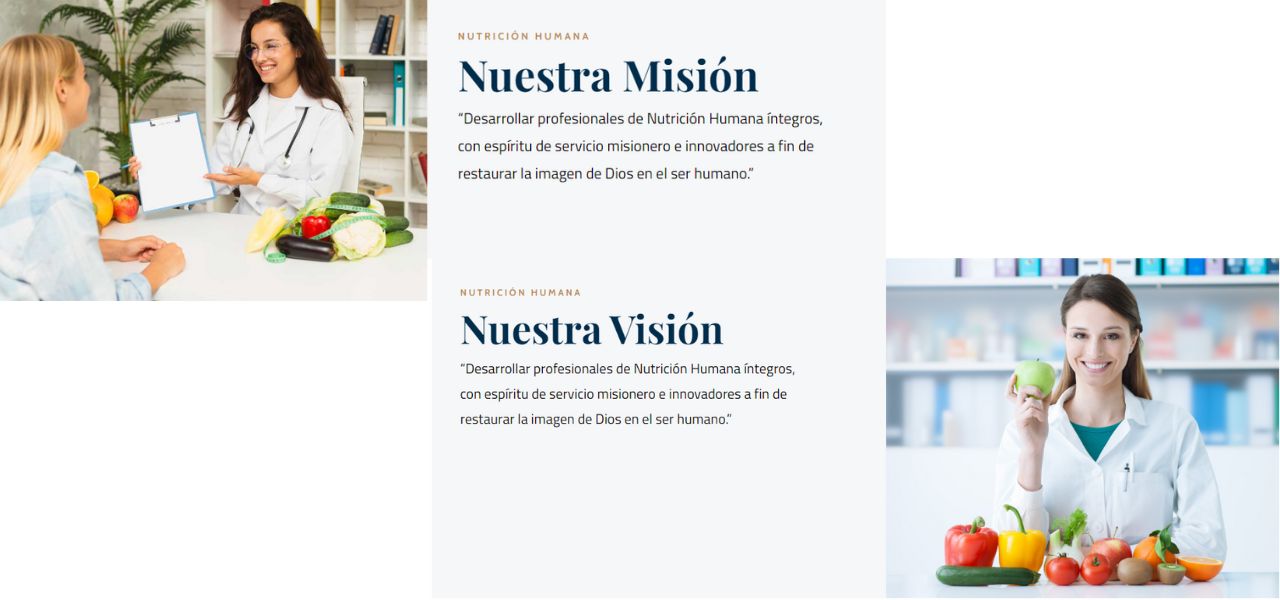 NUTRICIÓN HUMANA
Nuestra Misión
“Desarrollar profesionales de Nutrición Humana íntegros,
con espíritu de servicio misionero e innovadores a fin de
restaurar la imagen de Dios en el ser humano.”
NUTRICIÓN HUMANA
Nuestra Visión
“Desarrollar profesionales de Nutrición Humana íntegros,
con espíritu de servicio misionero e innovadores a fin de
restaurar la imagen de Dios en el ser humano.”